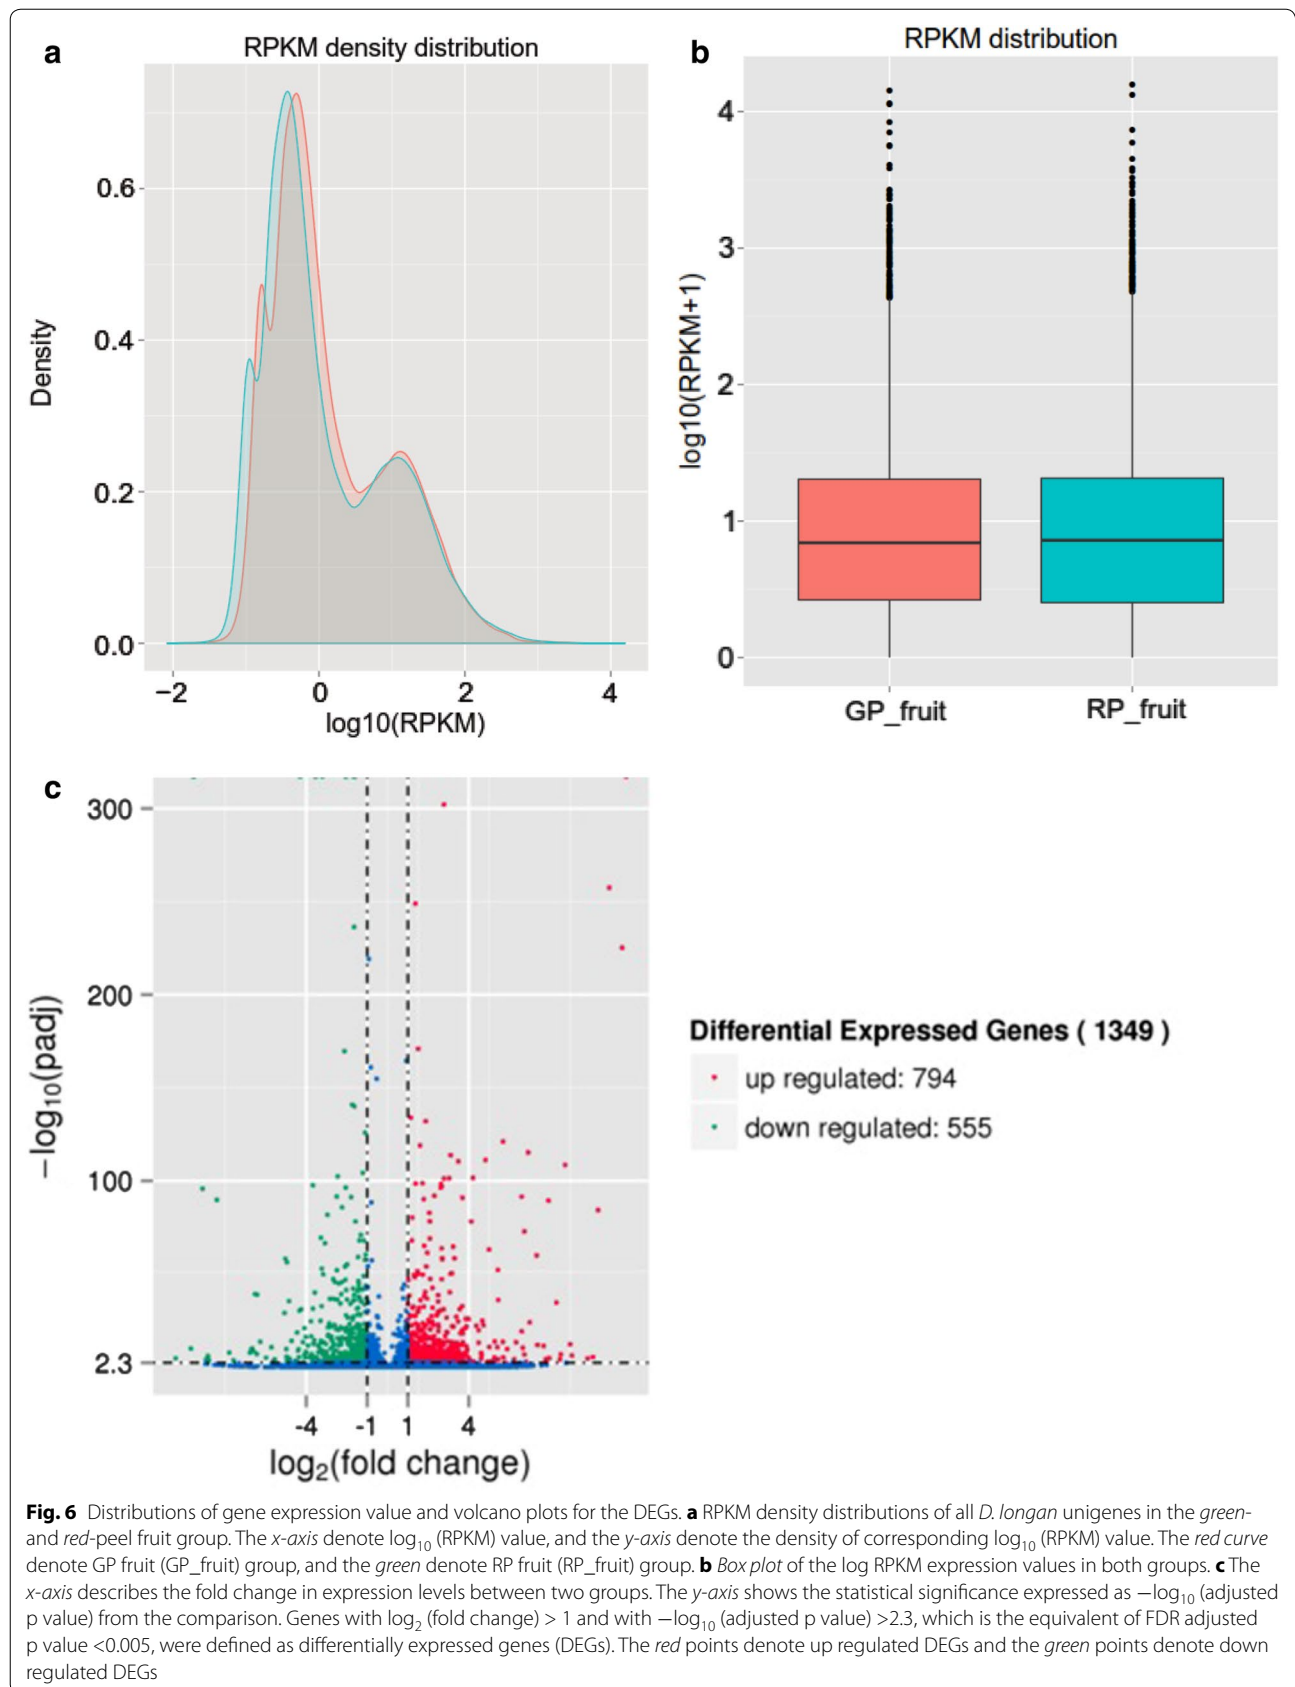 a
RPKM density distribution
Density
0.6
0.4
0.2
0.0
−2
0
2
4
log10(RPKM)
b
RPKM distribution
log10(RPKM+1)
4
3
2
1
0
GP_fruit
RP_fruit
c
−log10(padj)
300
200
100
2.3
-4
-1
1
4
log2(fold change)
Differential Expressed Genes ( 1349 )
up regulated: 794
down regulated: 555
Fig. 6 Distributions of gene expression value and volcano plots for the DEGs. a RPKM density distributions of all D. longan unigenes in the green-
and red-peel fruit group. The x-axis denote log10 (RPKM) value, and the y-axis denote the density of corresponding log10 (RPKM) value. The red curve
denote GP fruit (GP_fruit) group, and the green denote RP fruit (RP_fruit) group. b Box plot of the log RPKM expression values in both groups. c The
x-axis describes the fold change in expression levels between two groups. The y-axis shows the statistical significance expressed as −log10 (adjusted
p value) from the comparison. Genes with log2 (fold change) > 1 and with −log10 (adjusted p value) >2.3, which is the equivalent of FDR adjusted
p value <0.005, were defined as differentially expressed genes (DEGs). The red points denote up regulated DEGs and the green points denote down
regulated DEGs